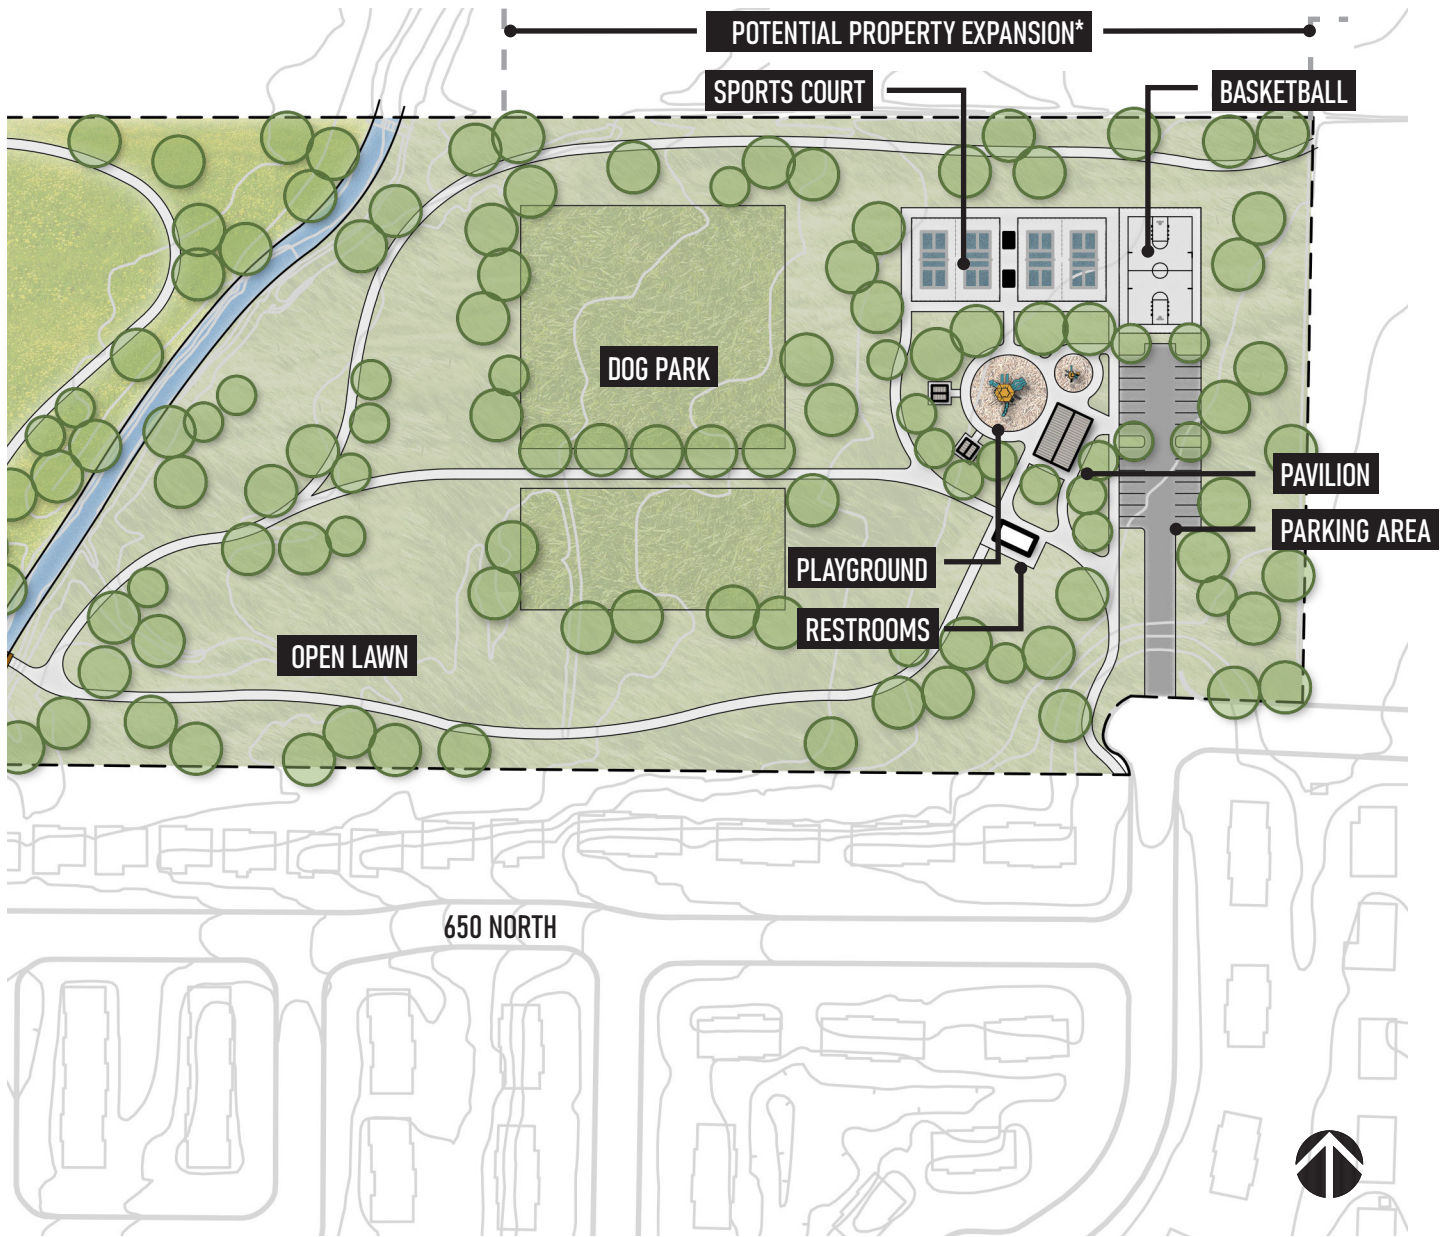 POTENTIAL PROPERTY EXPANSION*
SPORTS COURT
BASKETBALL
DOG PARK
PAVILION
PARKING AREA
PLAYGROUND
RESTROOMS
OPEN LAWN
650 NORTH